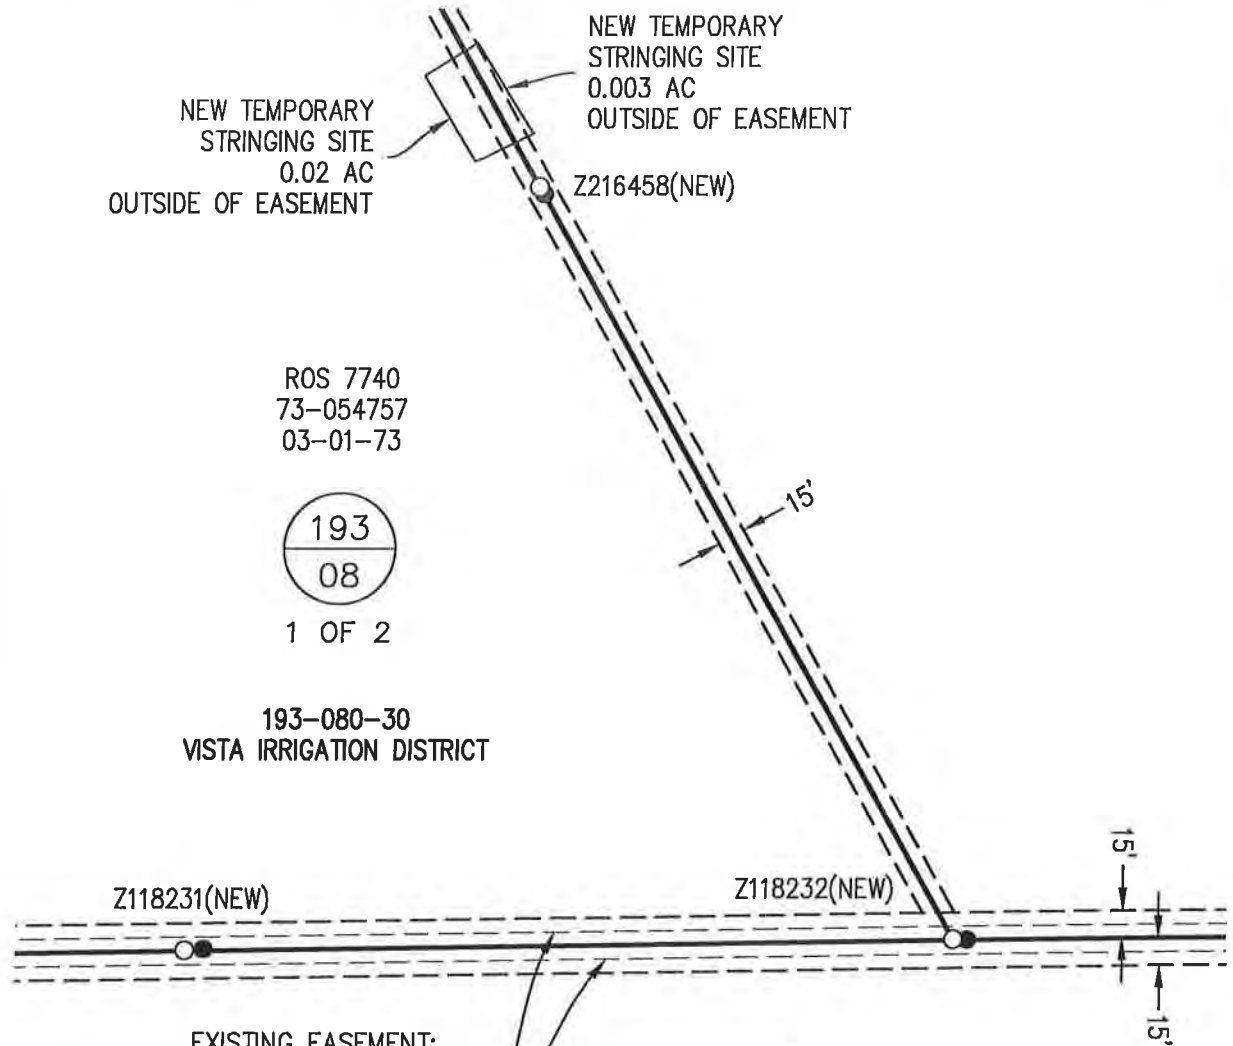 NEW TEMPORARY
STRINGING SITE
0.003 AC
OUTSIDE OF EASEMENT
NEW TEMPORARY
STRINGING SITE
0.02 AC
OUTSIDE OF EASEMENT
Z216458(NEW)
ROS 7740
73-054757
03-01-73
193
08
1 OF 2
15'
193-080-30
VISTA IRRIGATION DISTRICT
Z118231(NEW)
Z118232(NEW)
15'
15'
EXISTING EASEMENT: